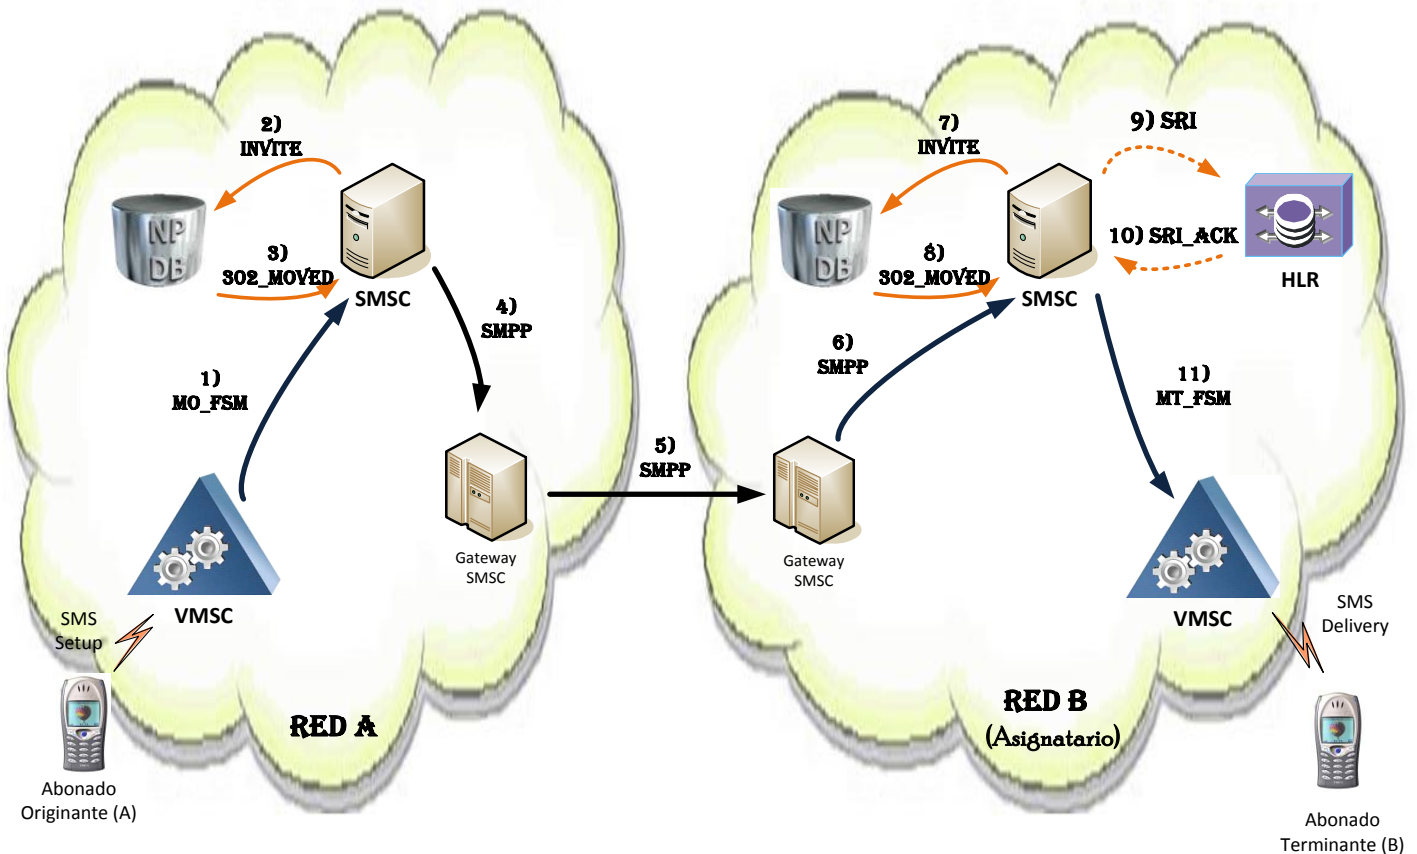 2)
INVITE
NP
DB
3)
302_MOVED
SMSC
4)
SMPP
1)
MO_FSM
5)
SMPP
Gateway
SMSC
VMSC
SMS
Setup
RED A
Abonado
Originante (A)
7)
INVITE
9) SRI
NP
DB
8)
302_MOVED
10) SRI_ACK
SMSC
HLR
6)
SMPP
11)
MT_FSM
Gateway
SMSC
VMSC
SMS
Delivery
RED B
(Asignatario)
Abonado
Terminante (B)